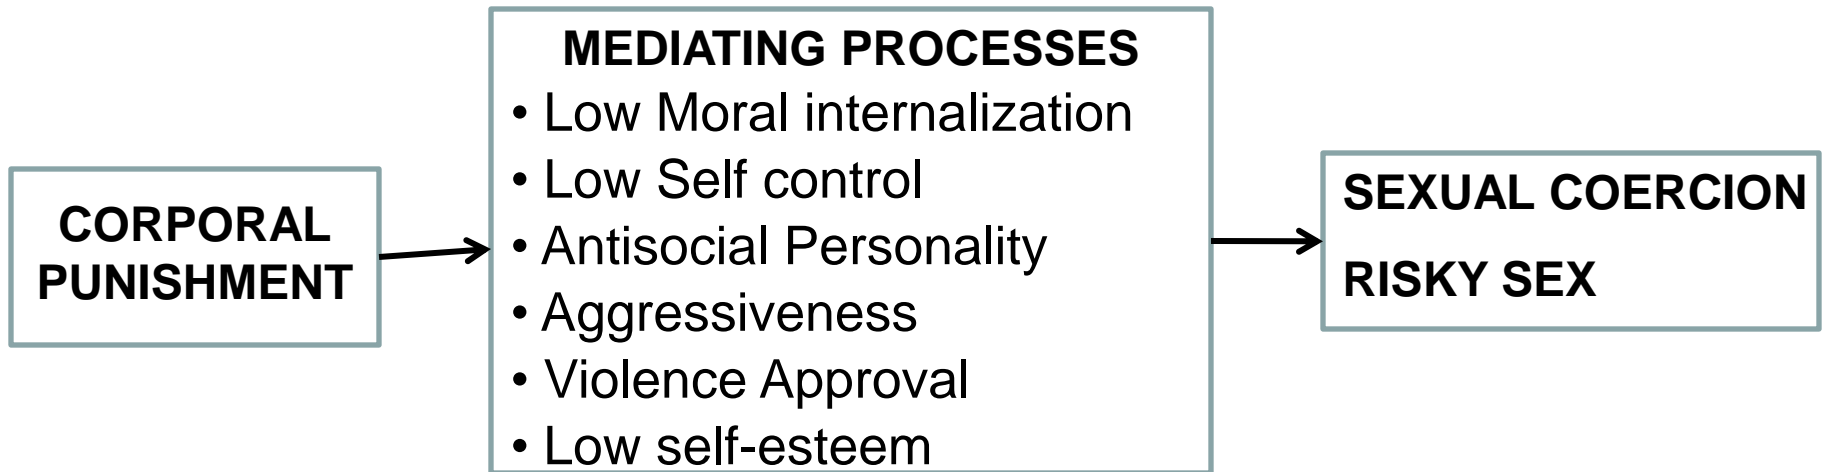 CORPORAL
PUNISHMENT
MEDIATING PROCESSES
• Low Moral internalization
• Low Self control
• Antisocial Personality
• Aggressiveness
• Violence Approval
• Low self-esteem
SEXUAL COERCION
RISKY SEX